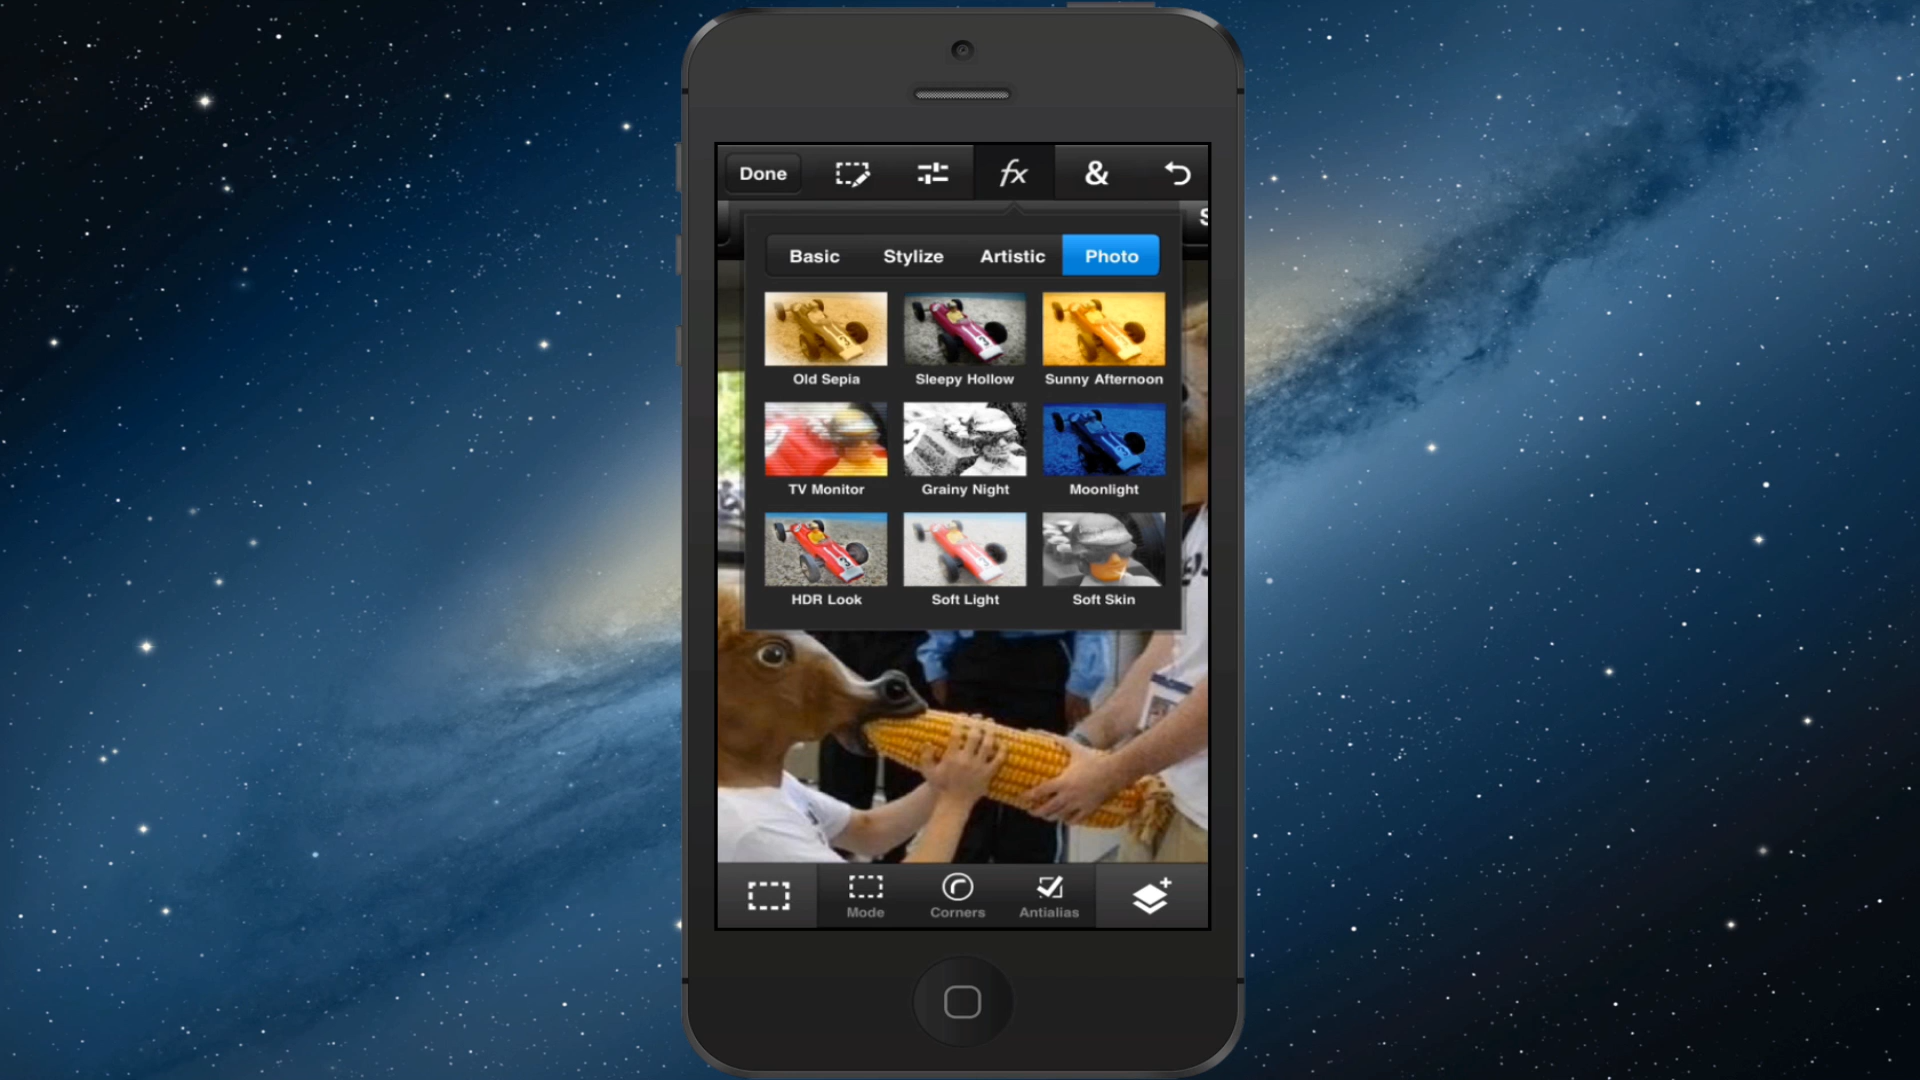 Done fx &
S
Basic Stylize Artistic Photo
Old Sepia Sleepy Hollow Sunny Afternoon
TV Monitor Grainy Night Moonlight
HDR Look Soft Light Soft Skin
Mode Corners Antialias